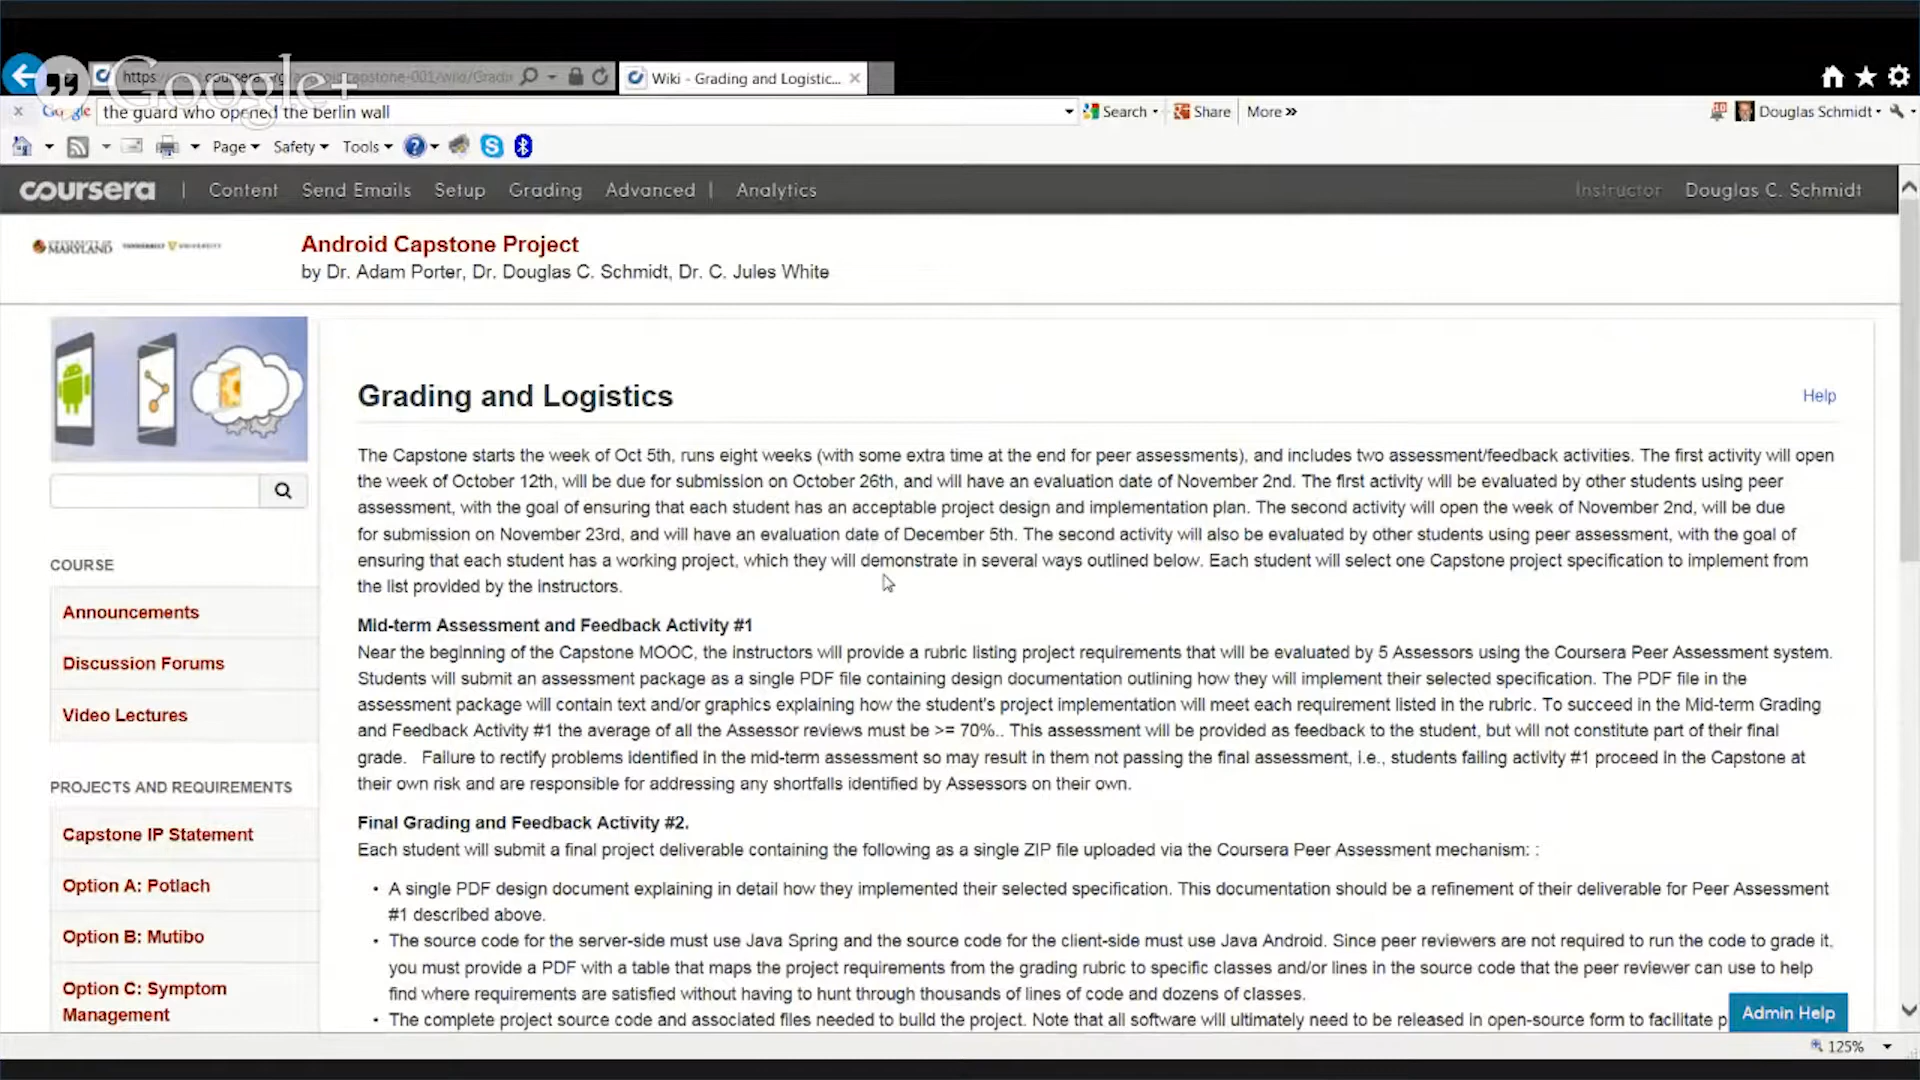 Google+
Wiki - Grading and Logistic...
Google the guard who opened the berlin wall Search Share More » Douglas Schmidt
Page Safety Tools
coursera | Content Send Emails Setup Grading Advanced | Analytics Instructor Douglas C. Schmidt
MARYLAND VANDERBILT UNIVERSITY
Android Capstone Project
by Dr. Adam Porter, Dr. Douglas C. Schmidt, Dr. C. Jules White
Grading and Logistics
Help
The Capstone starts the week of Oct 5th, runs eight weeks (with some extra time at the end for peer assessments), and includes two assessment/feedback activities. The first activity will open
the week of October 12th, will be due for submission on October 26th, and will have an evaluation date of November 2nd. The first activity will be evaluated by other students using peer
assessment, with the goal of ensuring that each student has an acceptable project design and implementation plan. The second activity will open the week of November 2nd, will be due
for submission on November 23rd, and will have an evaluation date of December 5th. The second activity will also be evaluated by other students using peer assessment, with the goal of
ensuring that each student has a working project, which they will demonstrate in several ways outlined below. Each student will select one Capstone project specification to implement from
the list provided by the instructors.
Mid-term Assessment and Feedback Activity #1
Near the beginning of the Capstone MOOC, the instructors will provide a rubric listing project requirements that will be evaluated by 5 Assessors using the Coursera Peer Assessment system.
Students will submit an assessment package as a single PDF file containing design documentation outlining how they will implement their selected specification. The PDF file in the
assessment package will contain text and/or graphics explaining how the student's project implementation will meet each requirement listed in the rubric. To succeed in the Mid-term Grading
and Feedback Activity #1 the average of all the Assessor reviews must be >= 70%.. This assessment will be provided as feedback to the student, but will not constitute part of their final
grade. Failure to rectify problems identified in the mid-term assessment so may result in them not passing the final assessment, i.e., students failing activity #1 proceed in the Capstone at
their own risk and are responsible for addressing any shortfalls identified by Assessors on their own.
Final Grading and Feedback Activity #2.
Each student will submit a final project deliverable containing the following as a single ZIP file uploaded via the Coursera Peer Assessment mechanism: :
• A single PDF design document explaining in detail how they implemented their selected specification. This documentation should be a refinement of their deliverable for Peer Assessment
#1 described above.
• The source code for the server-side must use Java Spring and the source code for the client-side must use Java Android. Since peer reviewers are not required to run the code to grade it,
you must provide a PDF with a table that maps the project requirements from the grading rubric to specific classes and/or lines in the source code that the peer reviewer can use to help
find where requirements are satisfied without having to hunt through thousands of lines of code and dozens of classes.
• The complete project source code and associated files needed to build the project. Note that all software will ultimately need to be released in open-source form to facilitate p
COURSE
Announcements
Discussion Forums
Video Lectures
PROJECTS AND REQUIREMENTS
Capstone IP Statement
Option A: Potlach
Option B: Mutibo
Option C: Symptom
Management
Admin Help
125%